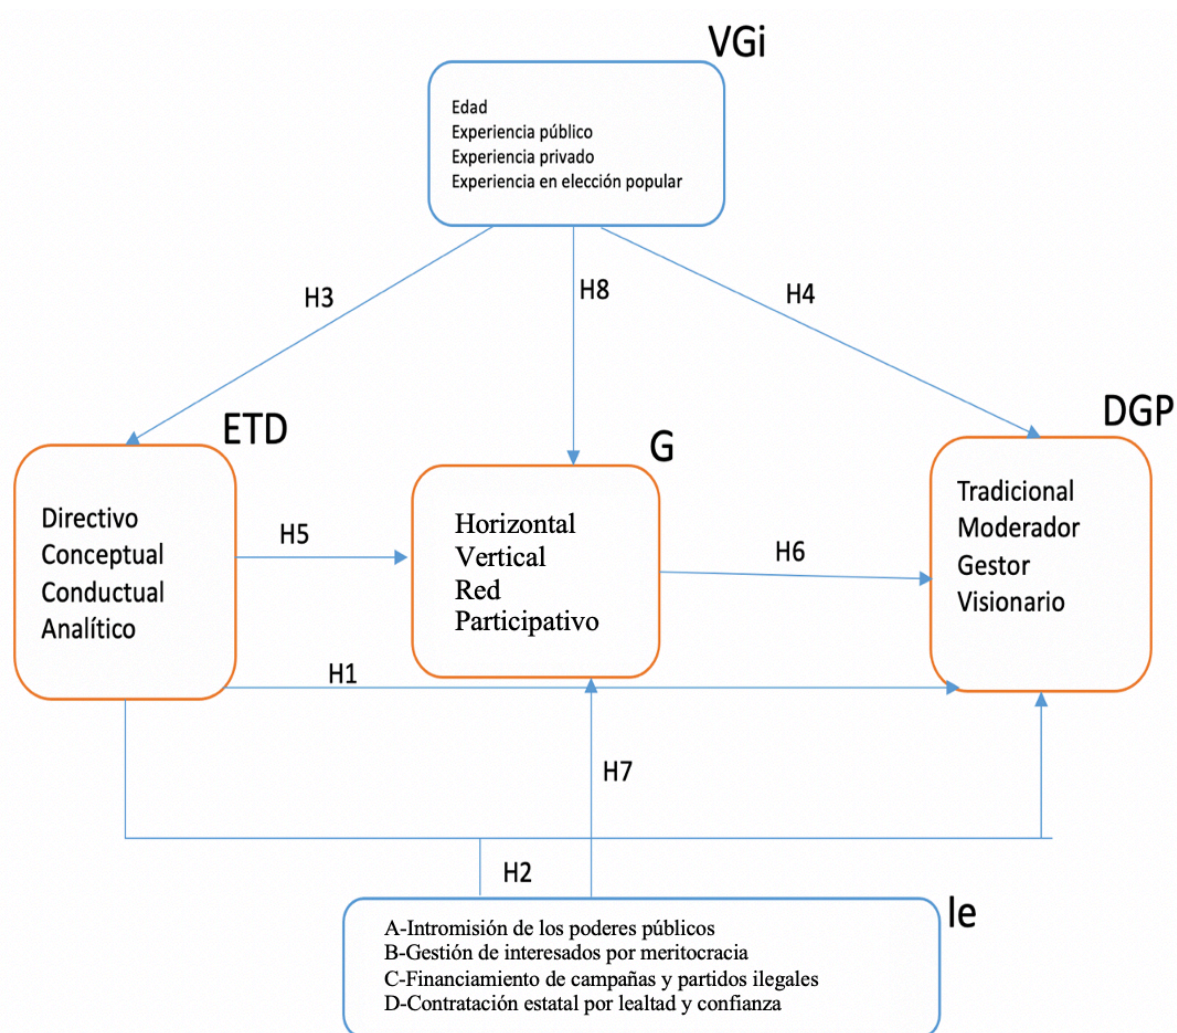 VGi
Edad
Experiencia público
Experiencia privado
Experiencia en elección popular
H3
H8
H4
ETD
G
DGP
Directivo
Conceptual
Conductual
Analítico
H5
Horizontal
Vertical
Red
Participativo
H6
Tradicional
Moderador
Gestor
Visionario
H1
H7
H2
Ie
A-Intromisión de los poderes públicos
B-Gestión de interesados por meritocracia
C-Financiamiento de campañas y partidos ilegales
D-Contratación estatal por lealtad y confianza